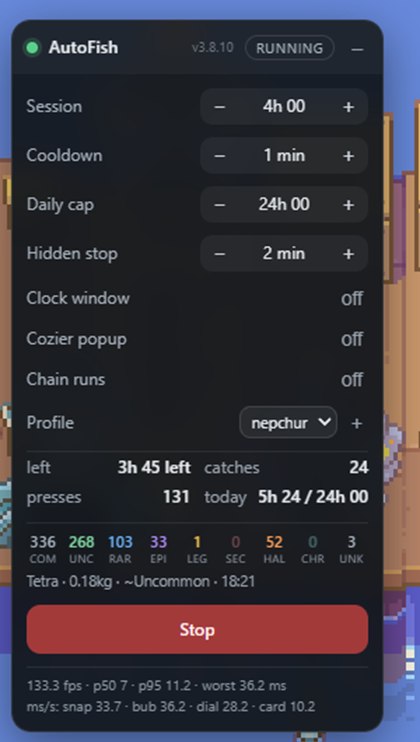 AutoFish v3.8.10 RUNNING –
Session – 4h 00 +
Cooldown – 1 min +
Daily cap – 24h 00 +
Hidden stop – 2 min +
Clock window off
Cozier popup off
Chain runs off
Profile nepchur +
left 3h 45 left catches 24
presses 131 today 5h 24 / 24h 00
336 268 103 33 1 0 52 0 3
COM UNC RAR EPI LEG SEC HAL CHR UNK
Tetra · 0.18kg · ~Uncommon · 18:21
Stop
133.3 fps · p50 7 · p95 11.2 · worst 36.2 ms
ms/s: snap 33.7 · bub 36.2 · dial 28.2 · card 10.2